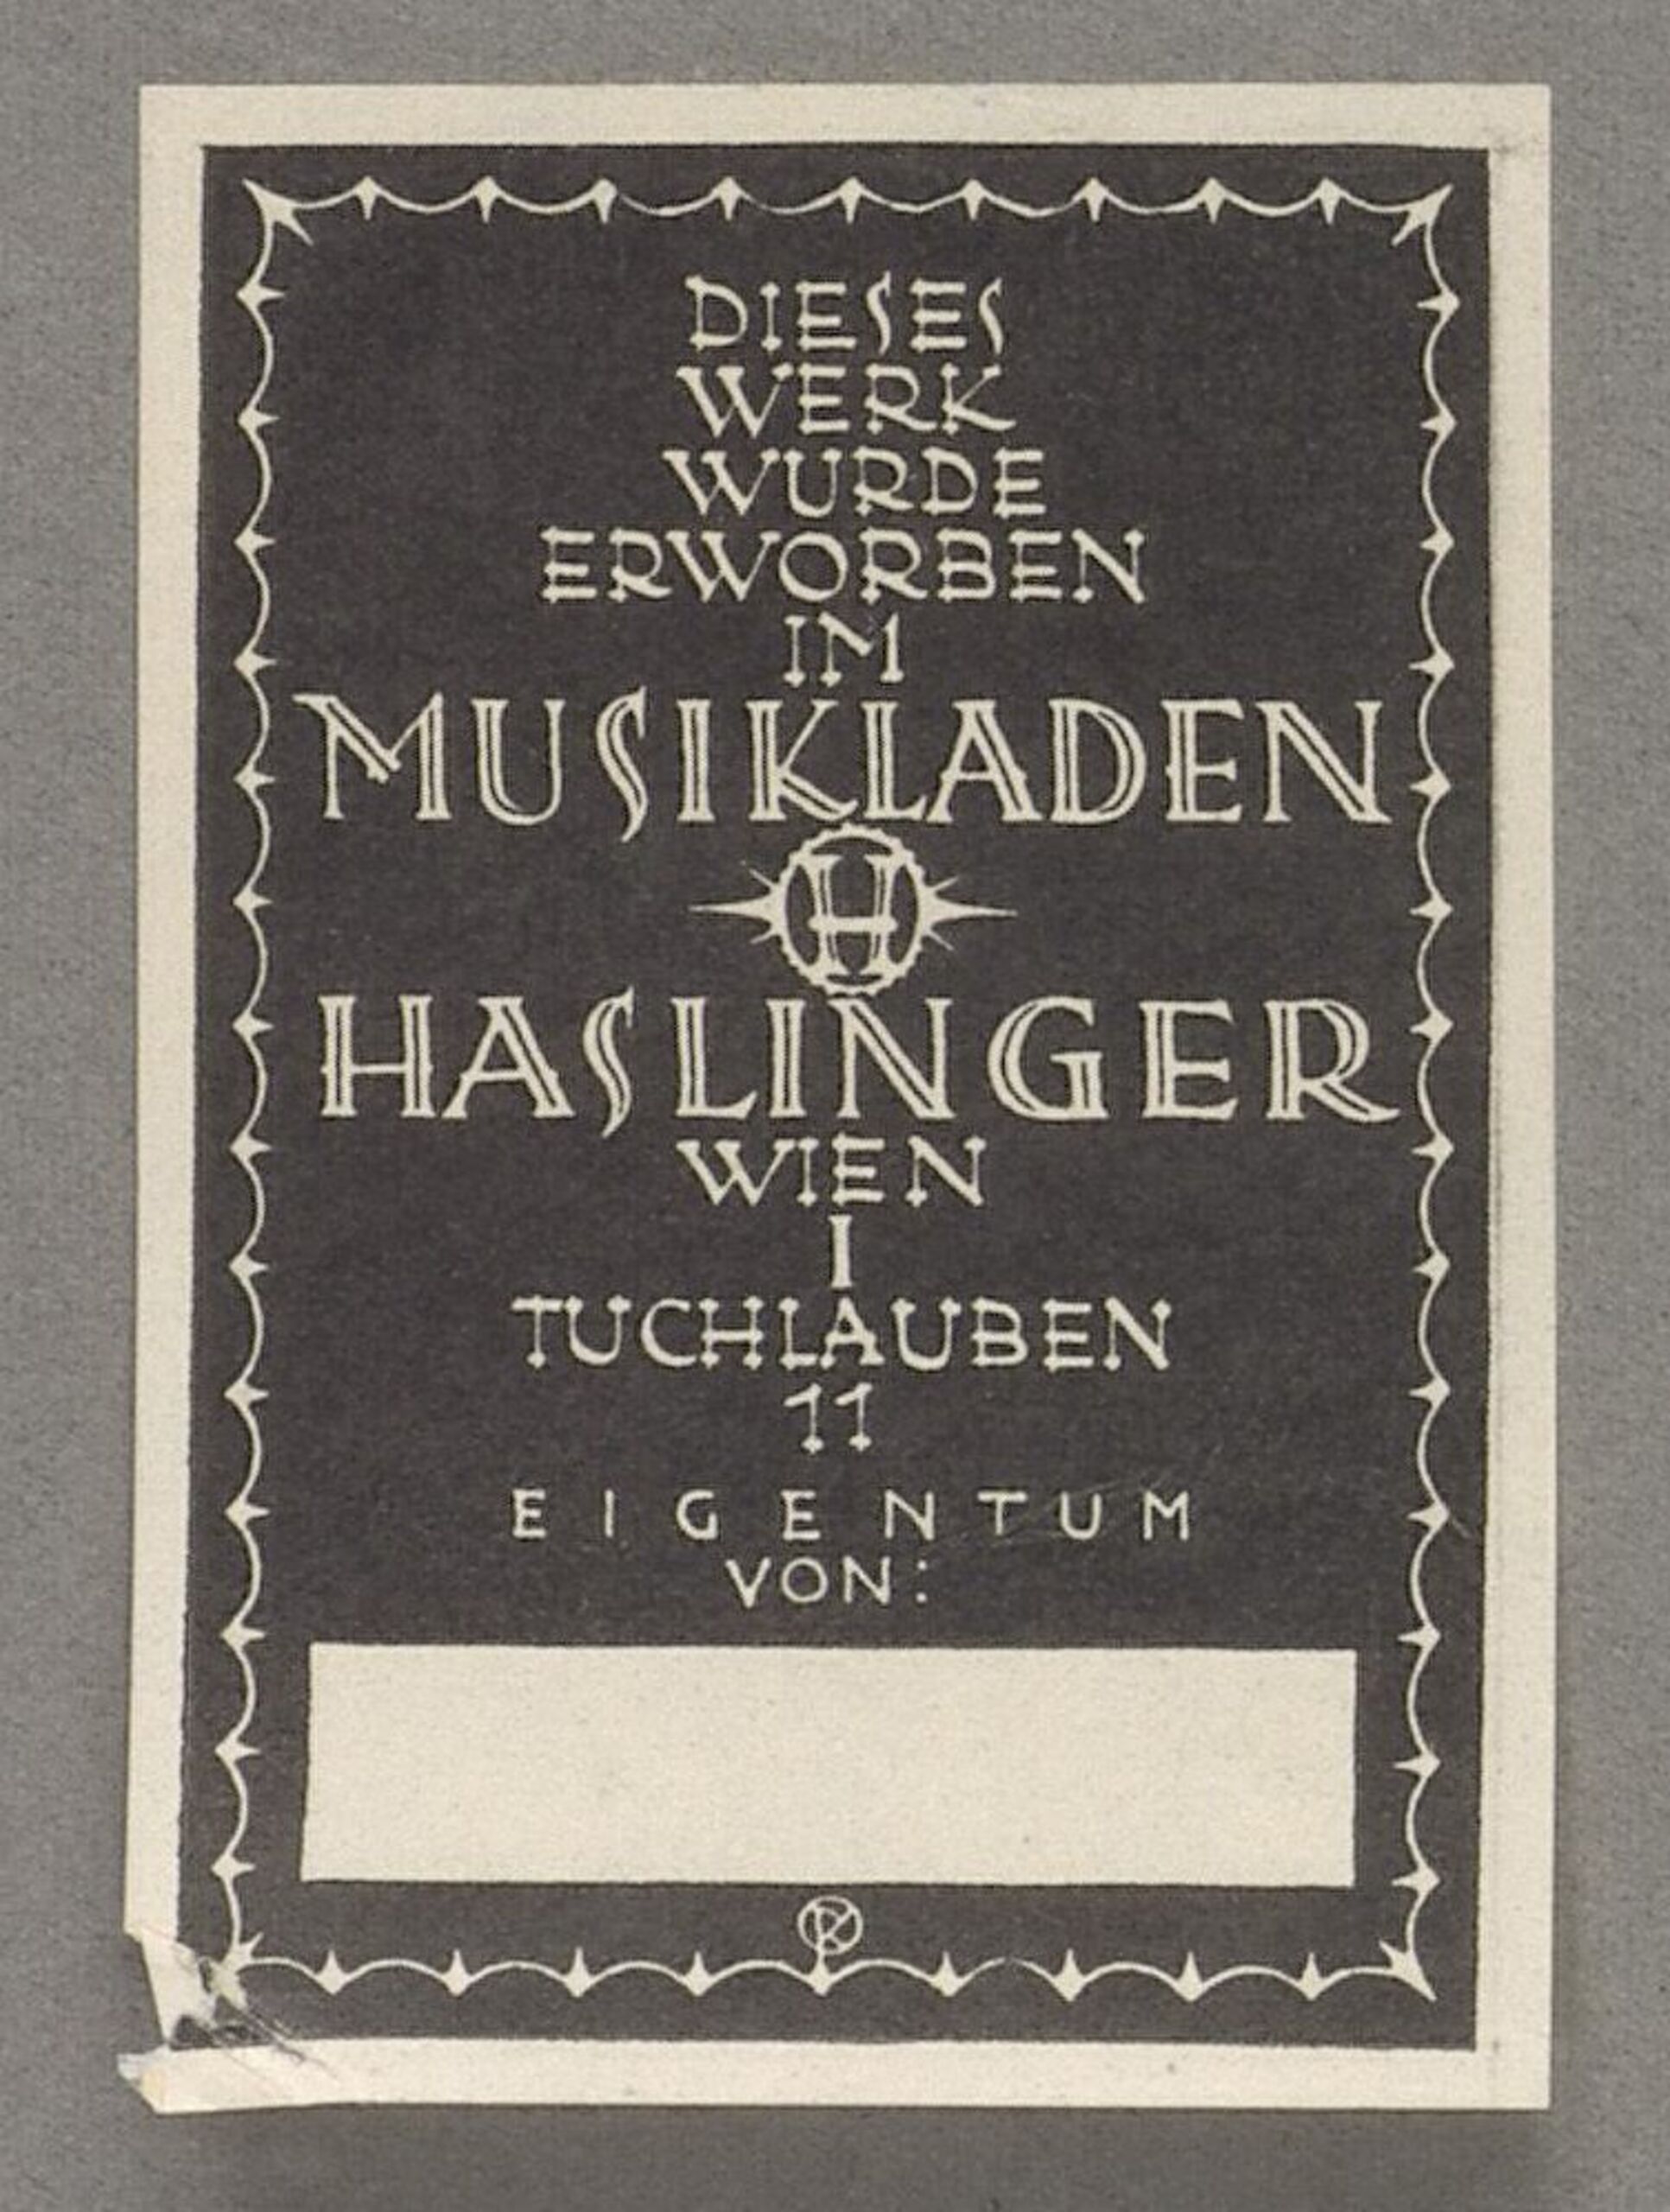 DIESES
WERK
WURDE
ERWORBEN
IM
MUSIKLADEN
H
HASLINGER
WIEN
I
TUCHLAUBEN
11
EIGENTUM
VON: